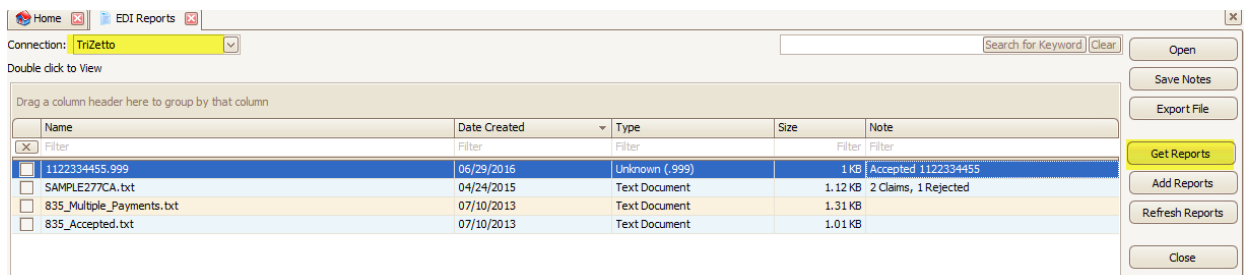 Home EDI Reports
Connection: TriZetto Search for Keyword Clear Open
Double click to View
Save Notes
Drag a column header here to group by that column
Export File
Name Date Created Type Size Note
Filter Filter Filter Filter Filter
Get Reports
1122334455.999 06/29/2016 Unknown (.999) 1 KB Accepted 1122334455
SAMPLE277CA.txt 04/24/2015 Text Document 1.12 KB 2 Claims, 1 Rejected
Add Reports
835_Multiple_Payments.txt 07/10/2013 Text Document 1.31 KB
Refresh Reports
835_Accepted.txt 07/10/2013 Text Document 1.01 KB
Close